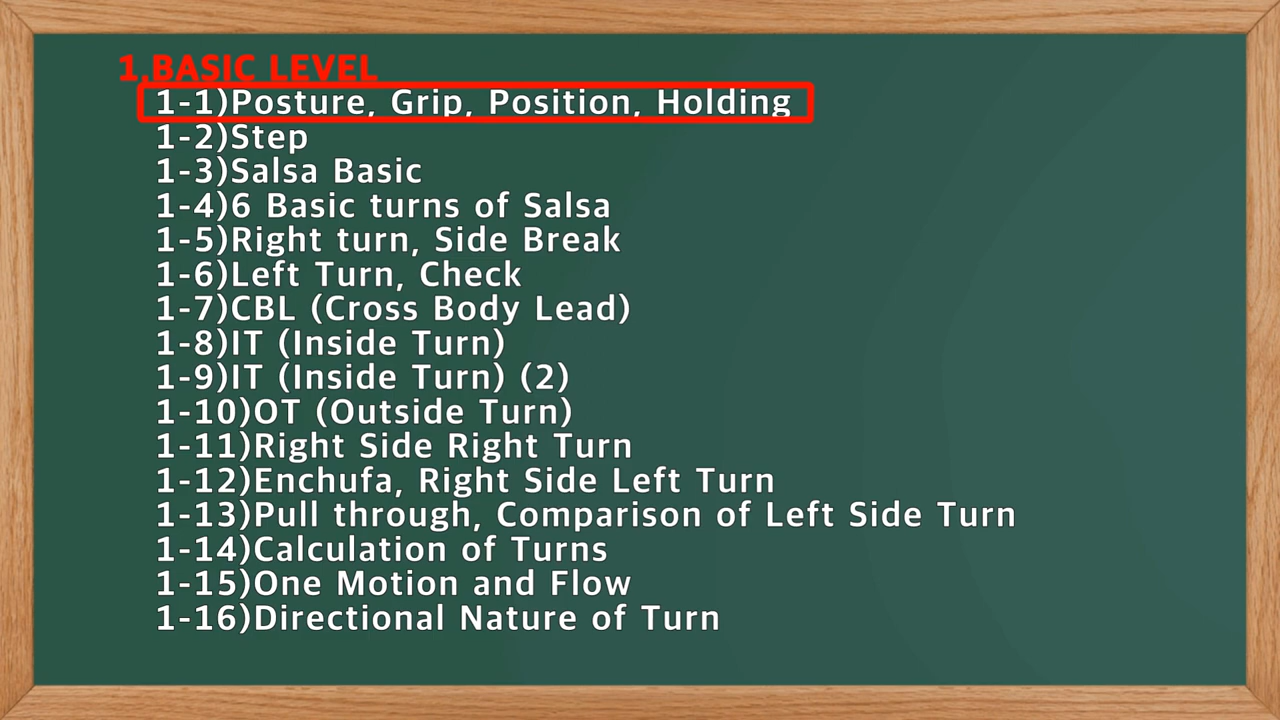 1.BASIC LEVEL
1-1)Posture, Grip, Position, Holding
1-2)Step
1-3)Salsa Basic
1-4)6 Basic turns of Salsa
1-5)Right turn, Side Break
1-6)Left Turn, Check
1-7)CBL (Cross Body Lead)
1-8)IT (Inside Turn)
1-9)IT (Inside Turn) (2)
1-10)OT (Outside Turn)
1-11)Right Side Right Turn
1-12)Enchufa, Right Side Left Turn
1-13)Pull through, Comparison of Left Side Turn
1-14)Calculation of Turns
1-15)One Motion and Flow
1-16)Directional Nature of Turn